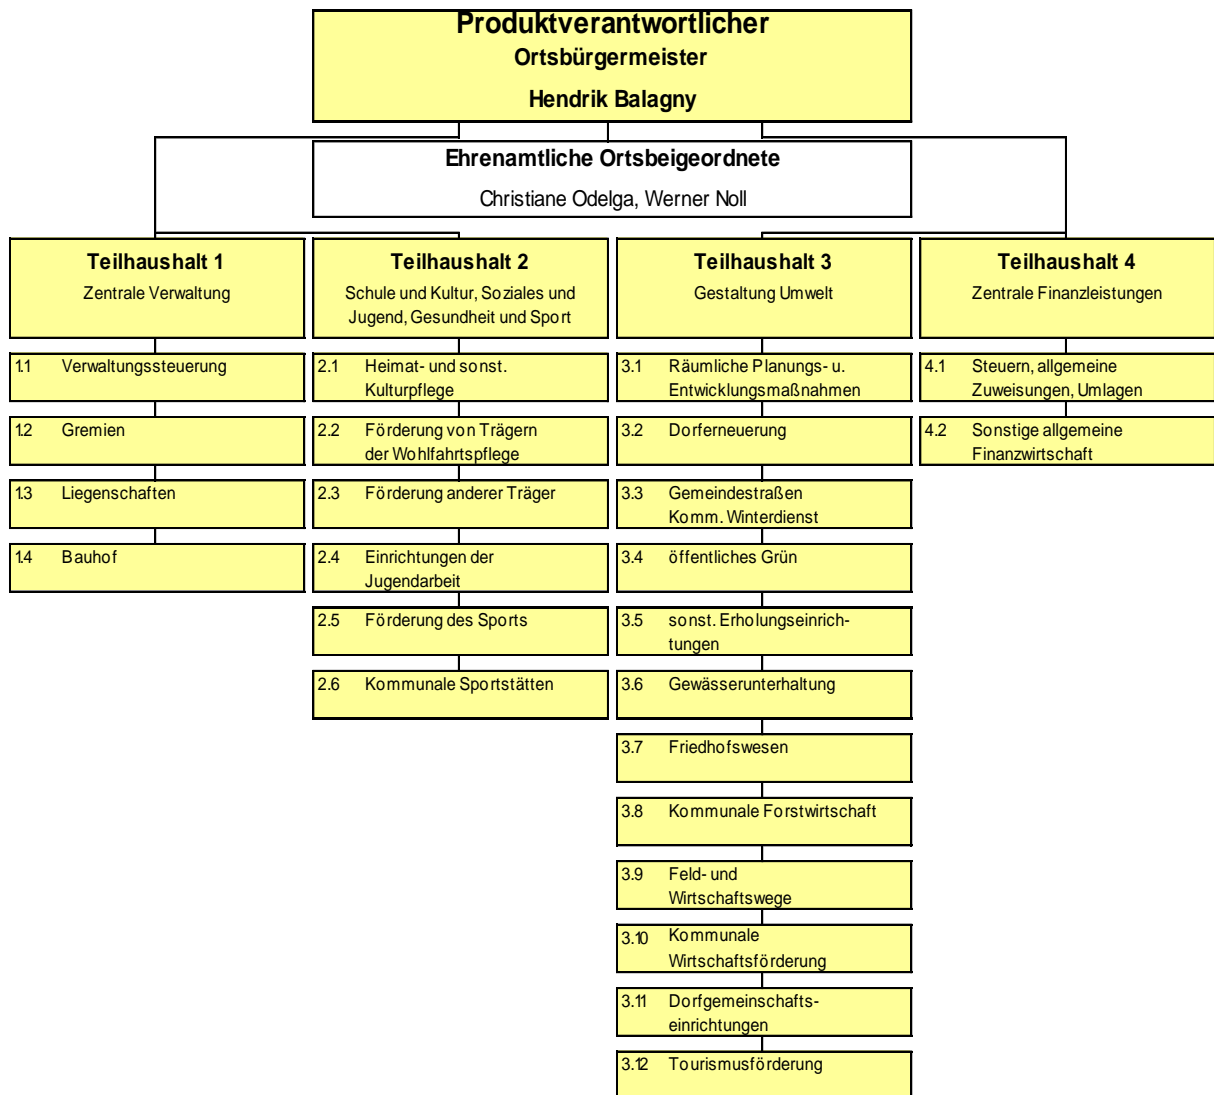 Produktverantwortlicher
Ortsbürgermeister
Hendrik Balagny
Ehrenamtliche Ortsbeigeordnete
Christiane Odelga, Werner Noll
Teilhaushalt 1
Zentrale Verwaltung
1.1 Verwaltungssteuerung
1.2 Gremien
1.3 Liegenschaften
1.4 Bauhof
Teilhaushalt 2
Schule und Kultur, Soziales und
Jugend, Gesundheit und Sport
2.1 Heimat- und sonst.
Kulturpflege
2.2 Förderung von Trägern
der Wohlfahrtspflege
2.3 Förderung anderer Träger
2.4 Einrichtungen der
Jugendarbeit
2.5 Förderung des Sports
2.6 Kommunale Sportstätten
Teilhaushalt 3
Gestaltung Umwelt
3.1 Räumliche Planungs- u.
Entwicklungsmaßnahmen
3.2 Dorferneuerung
3.3 Gemeindestraßen
Komm. Winterdienst
3.4 öffentliches Grün
3.5 sonst. Erholungseinrich-
tungen
3.6 Gewässerunterhaltung
3.7 Friedhofswesen
3.8 Kommunale Forstwirtschaft
3.9 Feld- und
Wirtschaftswege
3.10 Kommunale
Wirtschaftsförderung
3.11 Dorfgemeinschafts-
einrichtungen
3.12 Tourismusförderung
Teilhaushalt 4
Zentrale Finanzleistungen
4.1 Steuern, allgemeine
Zuweisungen, Umlagen
4.2 Sonstige allgemeine
Finanzwirtschaft